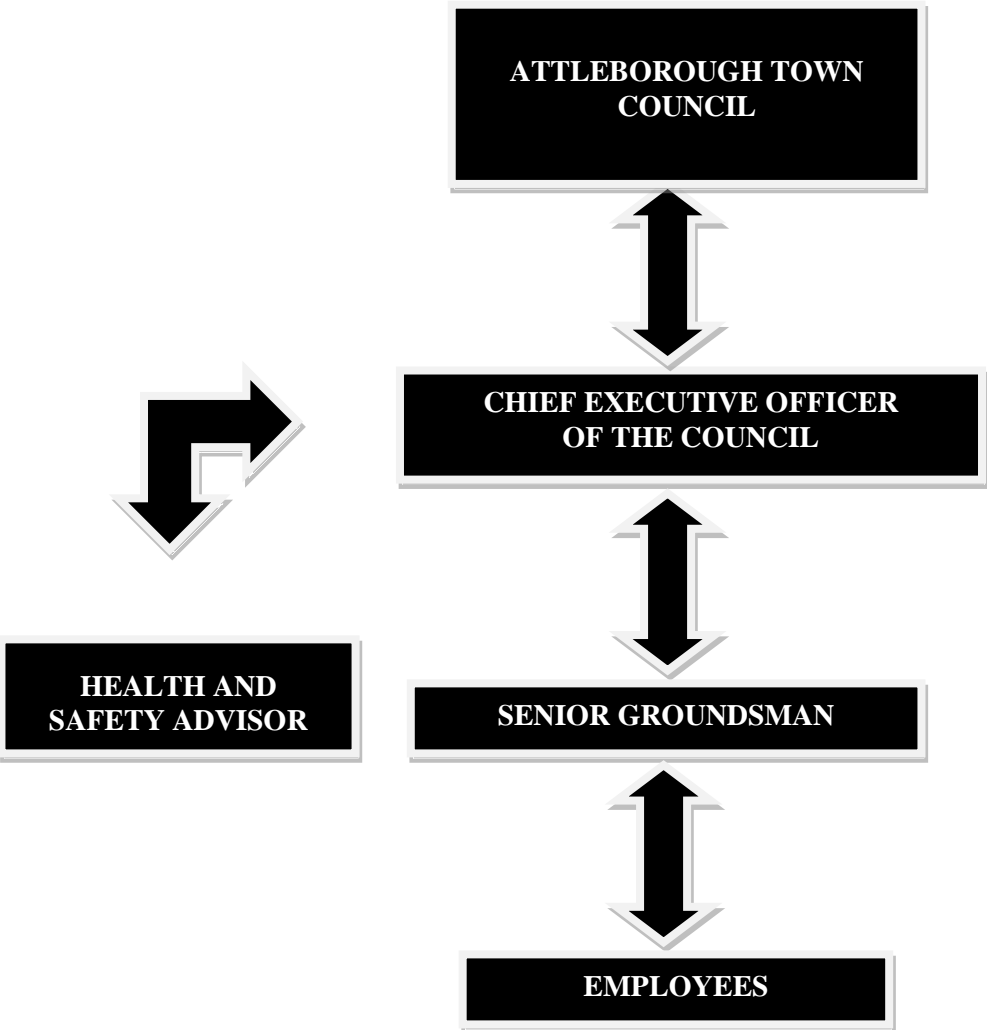 ATTLEBOROUGH TOWN
COUNCIL
CHIEF EXECUTIVE OFFICER
OF THE COUNCIL
HEALTH AND
SAFETY ADVISOR
SENIOR GROUNDSMAN
EMPLOYEES